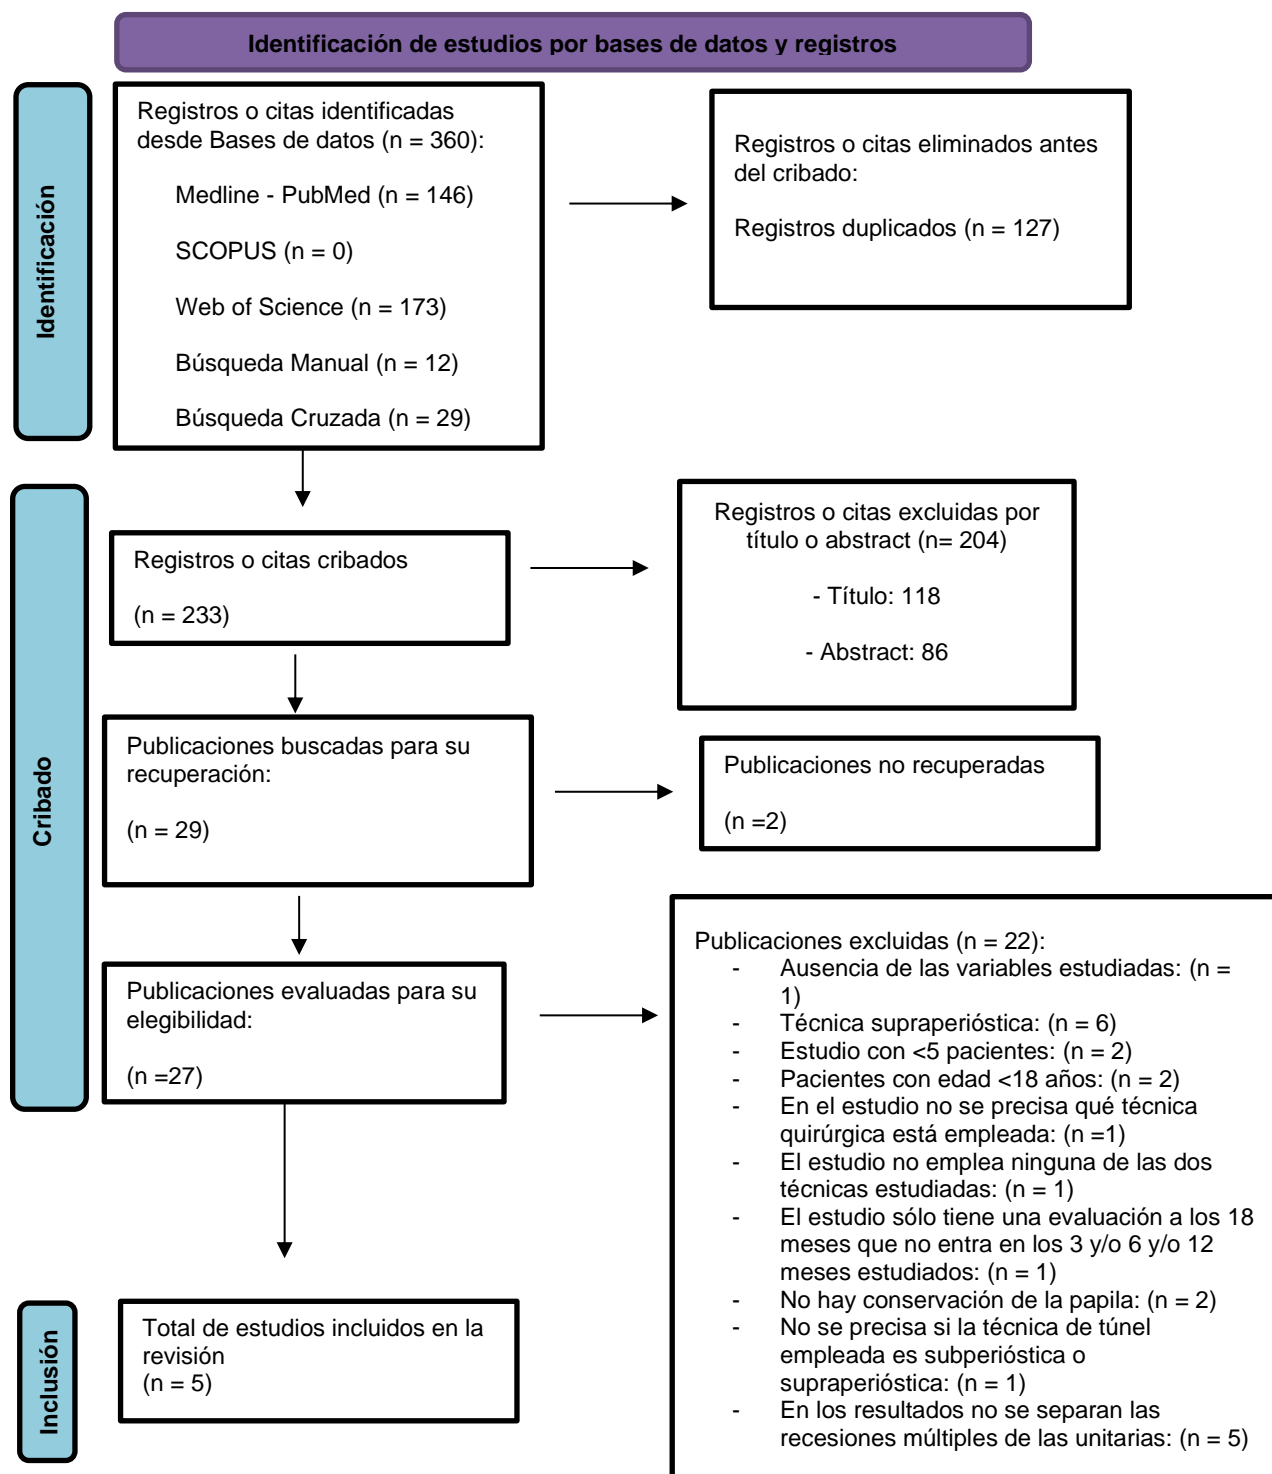 Identificación de estudios por bases de datos y registros
Identificación
Registros o citas identificadas
desde Bases de datos (n = 360):
Medline - PubMed (n = 146)
SCOPUS (n = 0)
Web of Science (n = 173)
Búsqueda Manual (n = 12)
Búsqueda Cruzada (n = 29)
Registros o citas eliminados antes
del cribado:
Registros duplicados (n = 127)
Cribado
Registros o citas cribados
(n = 233)
Registros o citas excluidas por
título o abstract (n= 204)
- Título: 118
- Abstract: 86
Publicaciones buscadas para su
recuperación:
(n = 29)
Publicaciones no recuperadas
(n =2)
Publicaciones evaluadas para su
elegibilidad:
(n =27)
Publicaciones excluidas (n = 22):
- Ausencia de las variables estudiadas: (n =
1)
- Técnica supraperióstica: (n = 6)
- Estudio con <5 pacientes: (n = 2)
- Pacientes con edad <18 años: (n = 2)
- En el estudio no se precisa qué técnica
quirúrgica está empleada: (n =1)
- El estudio no emplea ninguna de las dos
técnicas estudiadas: (n = 1)
- El estudio sólo tiene una evaluación a los 18
meses que no entra en los 3 y/o 6 y/o 12
meses estudiados: (n = 1)
- No hay conservación de la papila: (n = 2)
- No se precisa si la técnica de túnel
empleada es subperióstica o
supraperióstica: (n = 1)
- En los resultados no se separan las
recesiones múltiples de las unitarias: (n = 5)
Inclusión
Total de estudios incluidos en la
revisión
(n = 5)